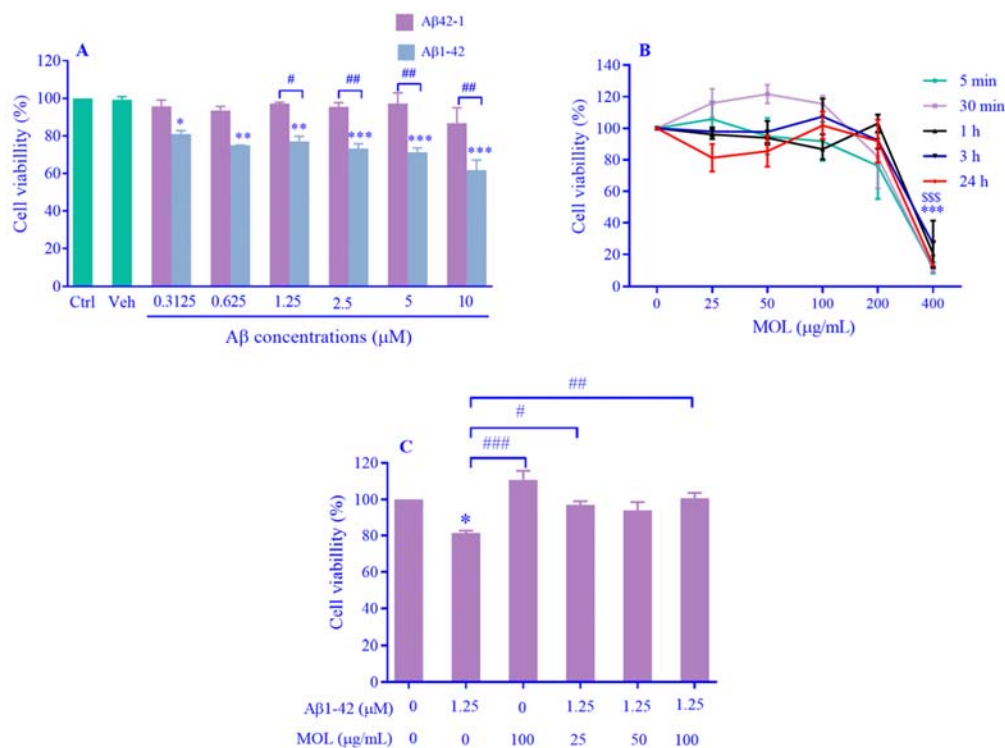 Aβ42-1
Aβ1-42
A
Cell viability (%)
120
100
80
60
40
20
0
# ## ## ##
* ** ** *** *** ***
Ctrl Veh 0.3125 0.625 1.25 2.5 5 10
Aβ concentrations (μM)
B
Cell viability (%)
140
120
100
80
60
40
20
0
5 min
30 min
1 h
3 h
24 h
$$$
***
0 25 50 100 200 400
MOL (μg/mL)
##
#
###
C
Cell viabillity (%)
120
100
80
60
40
20
0
*
Aβ1-42 (μM) 0 1.25 0 1.25 1.25 1.25
MOL (μg/mL) 0 0 100 25 50 100